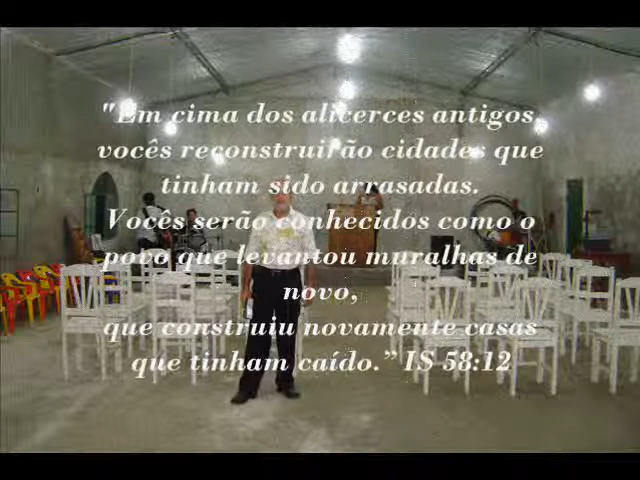 "Em cima dos alicerces antigos,
vocês reconstruirão cidades que
tinham sido arrasadas.
Vocês serão conhecidos como o
povo que levantou muralhas de
novo,
que construiu novamente casas
que tinham caído.” IS 58:12